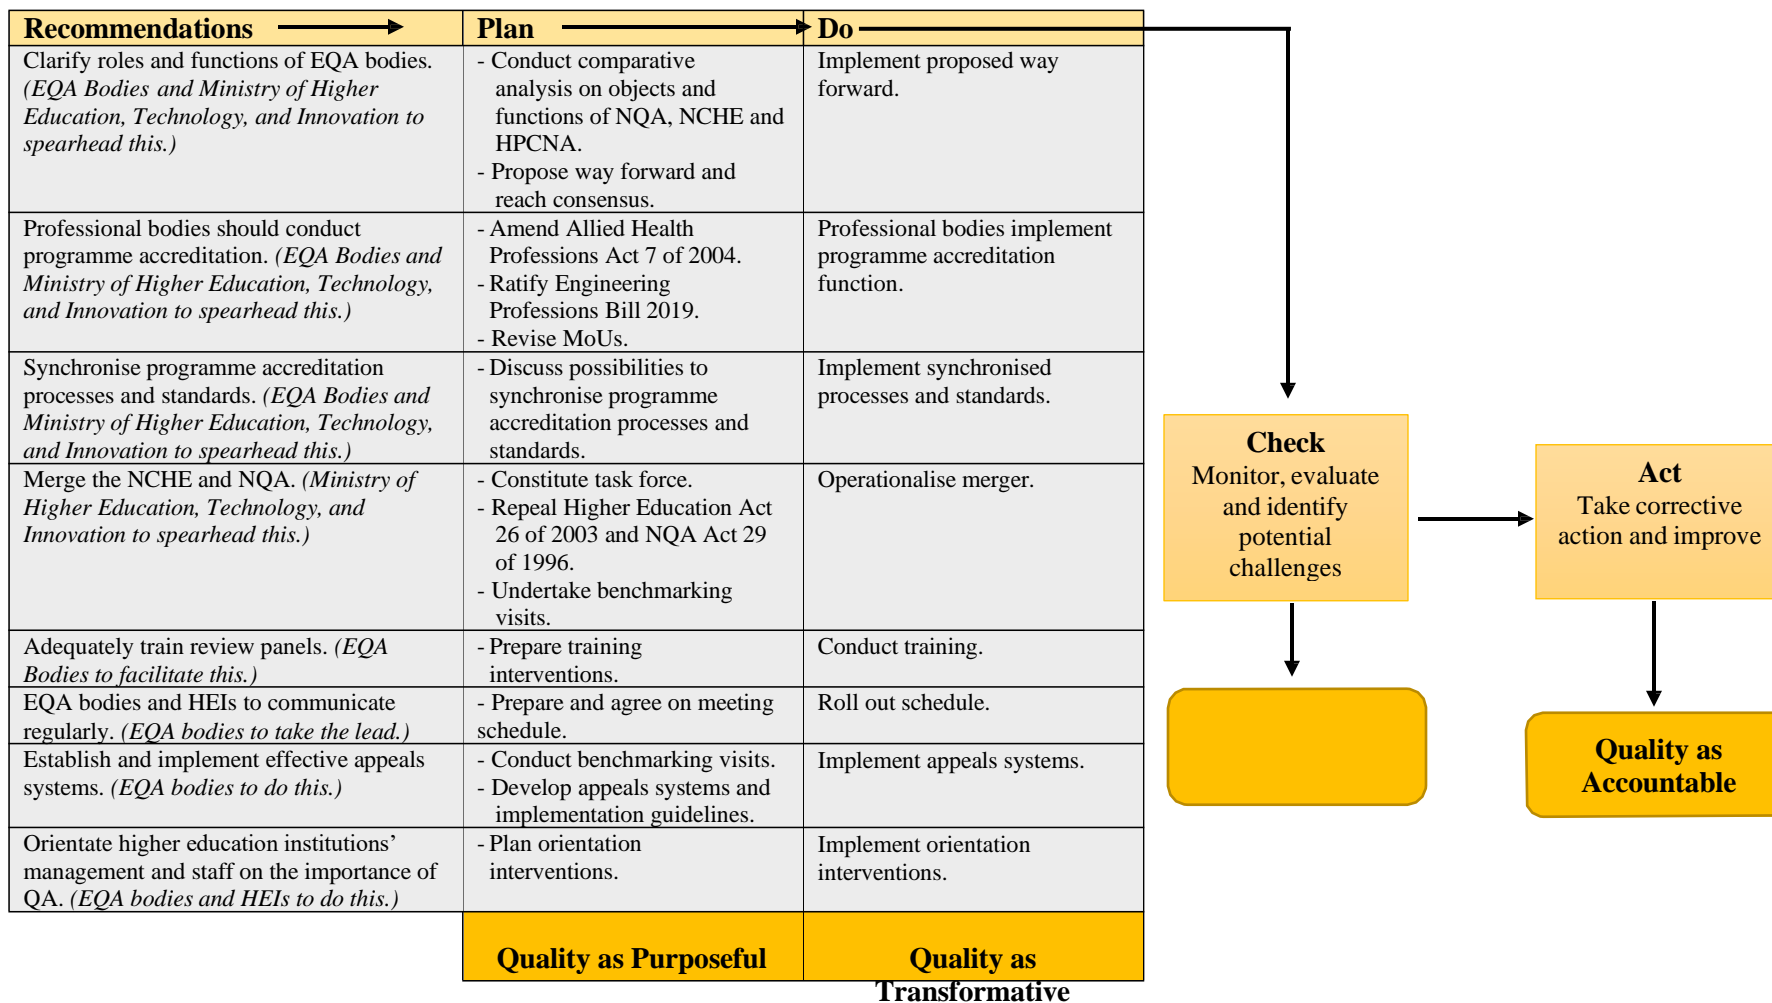 Recommendations
Plan
Do
Clarify roles and functions of EQA bodies.
(EQA Bodies and Ministry of Higher
Education, Technology, and Innovation to
spearhead this.)
- Conduct comparative
analysis on objects and
functions of NQA, NCHE and
HPCNA.
- Propose way forward and
reach consensus.
Implement proposed way
forward.
Professional bodies should conduct
programme accreditation. (EQA Bodies and
Ministry of Higher Education, Technology,
and Innovation to spearhead this.)
- Amend Allied Health
Professions Act 7 of 2004.
- Ratify Engineering
Professions Bill 2019.
- Revise MoUs.
Professional bodies implement
programme accreditation
function.
Synchronise programme accreditation
processes and standards. (EQA Bodies and
Ministry of Higher Education, Technology,
and Innovation to spearhead this.)
- Discuss possibilities to
synchronise programme
accreditation processes and
standards.
Implement synchronised
processes and standards.
Merge the NCHE and NQA. (Ministry of
Higher Education, Technology, and
Innovation to spearhead this.)
- Constitute task force.
- Repeal Higher Education Act
26 of 2003 and NQA Act 29
of 1996.
- Undertake benchmarking
visits.
Operationalise merger.
Adequately train review panels. (EQA
Bodies to facilitate this.)
- Prepare training
interventions.
Conduct training.
EQA bodies and HEIs to communicate
regularly. (EQA bodies to take the lead.)
- Prepare and agree on meeting
schedule.
Roll out schedule.
Establish and implement effective appeals
systems. (EQA bodies to do this.)
- Conduct benchmarking visits.
- Develop appeals systems and
implementation guidelines.
Implement appeals systems.
Orientate higher education institutions’
management and staff on the importance of
QA. (EQA bodies and HEIs to do this.)
- Plan orientation
interventions.
Implement orientation
interventions.
Quality as Purposeful
Quality as
Transformative
Check
Monitor, evaluate
and identify
potential
challenges
Act
Take corrective
action and improve
Quality as
Accountable